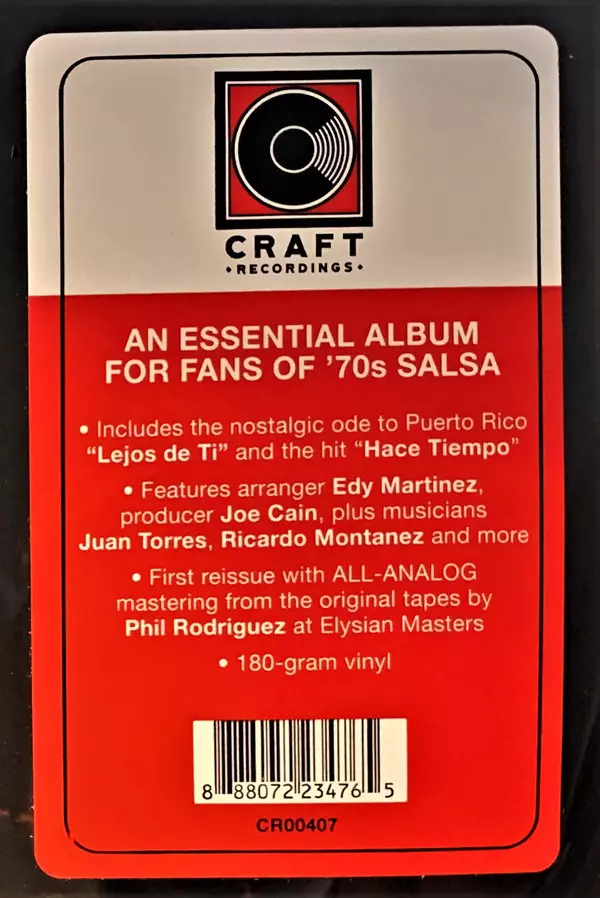 CRAFT
•RECORDINGS•
AN ESSENTIAL ALBUM
FOR FANS OF ’70s SALSA
• Includes the nostalgic ode to Puerto Rico
“Lejos de Ti” and the hit “Hace Tiempo”
• Features arranger Edy Martinez,
producer Joe Cain, plus musicians
Juan Torres, Ricardo Montanez and more
• First reissue with ALL-ANALOG
mastering from the original tapes by
Phil Rodriguez at Elysian Masters
• 180-gram vinyl
8 88072 23476 5
CR00407